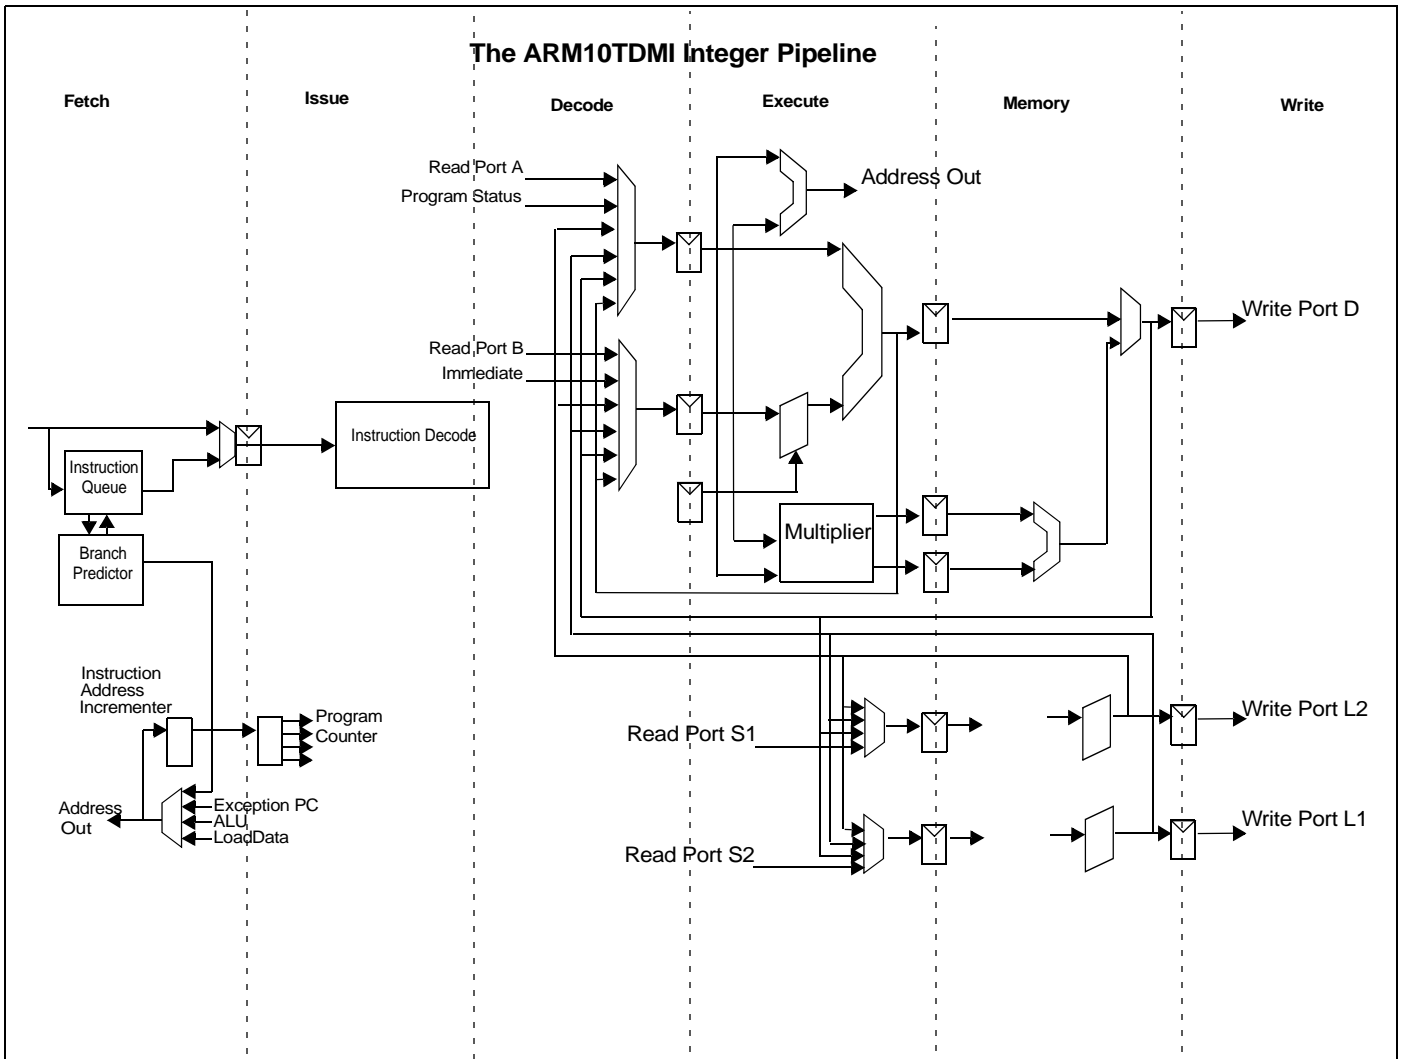 The ARM10TDMI Integer Pipeline
Fetch
Issue
Decode
Execute
Memory
Write
Read Port A
Program Status
Address Out
Read Port B
Immediate
Write Port D
Instruction Decode
Instruction
Queue
Multiplier
Branch
Predictor
Instruction
Address
Incrementer
Program
Counter
Read Port S1
Write Port L2
Address
Out
Exception PC
ALU
LoadData
Read Port S2
Write Port L1